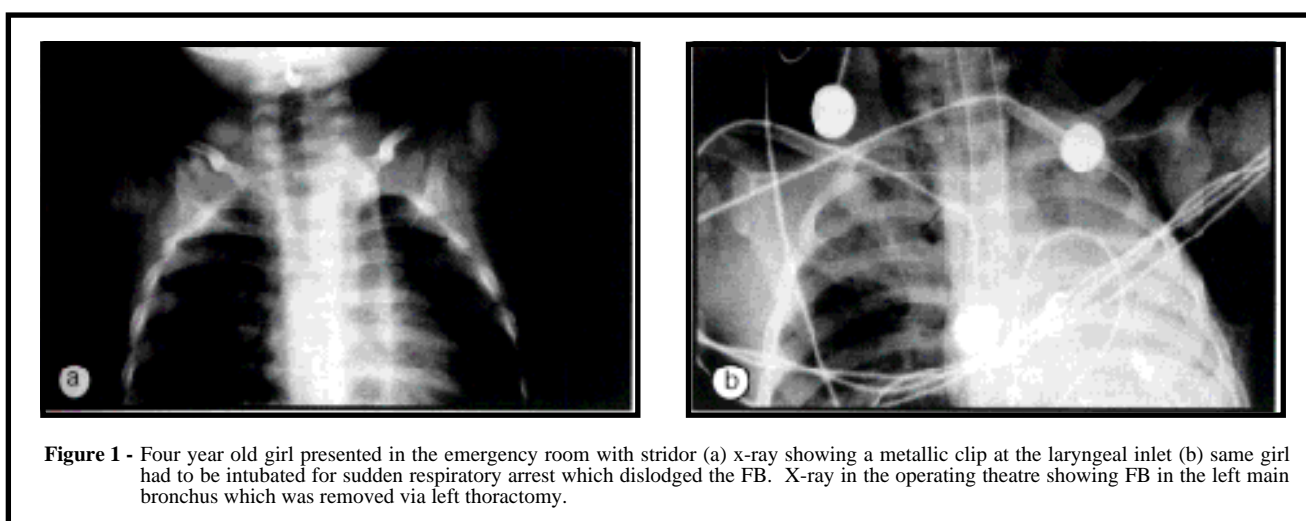 a
b
Figure 1 - Four year old girl presented in the emergency room with stridor (a) x-ray showing a metallic clip at the laryngeal inlet (b) same girl
had to be intubated for sudden respiratory arrest which dislodged the FB. X-ray in the operating theatre showing FB in the left main
bronchus which was removed via left thoractomy.